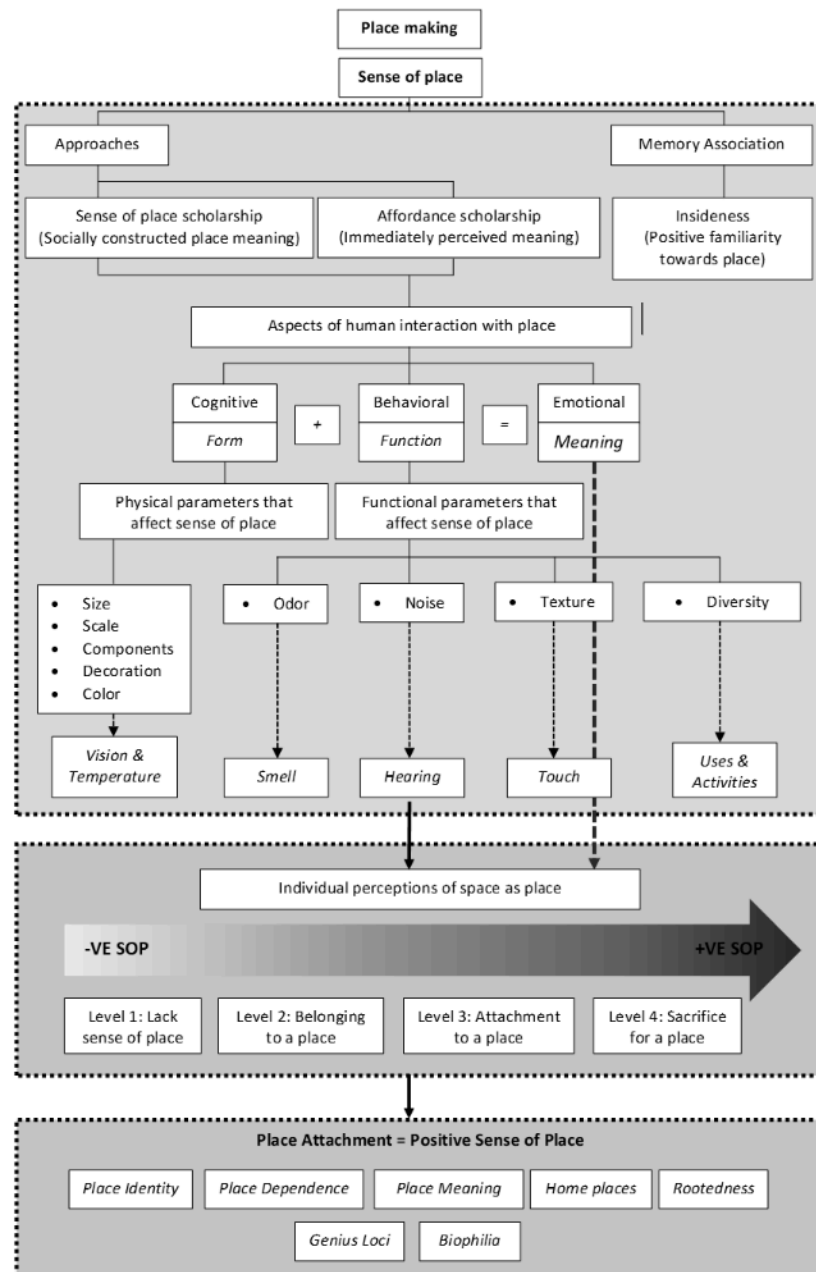 Place making
Sense of place
Approaches
Memory Association
Sense of place scholarship
(Socially constructed place meaning)
Affordance scholarship
(Immediately perceived meaning)
Insideness
(Positive familiarity
towards place)
Aspects of human interaction with place
Cognitive
Form
+
Behavioral
Function
=
Emotional
Meaning
Physical parameters that
affect sense of place
Functional parameters that
affect sense of place
• Size
• Scale
• Components
• Decoration
• Color
• Odor
• Noise
• Texture
• Diversity
Vision &
Temperature
Smell
Hearing
Touch
Uses &
Activities
Individual perceptions of space as place
-VE SOP
+VE SOP
Level 1: Lack
sense of place
Level 2: Belonging
to a place
Level 3: Attachment
to a place
Level 4: Sacrifice
for a place
Place Attachment = Positive Sense of Place
Place Identity
Place Dependence
Place Meaning
Home places
Rootedness
Genius Loci
Biophilia